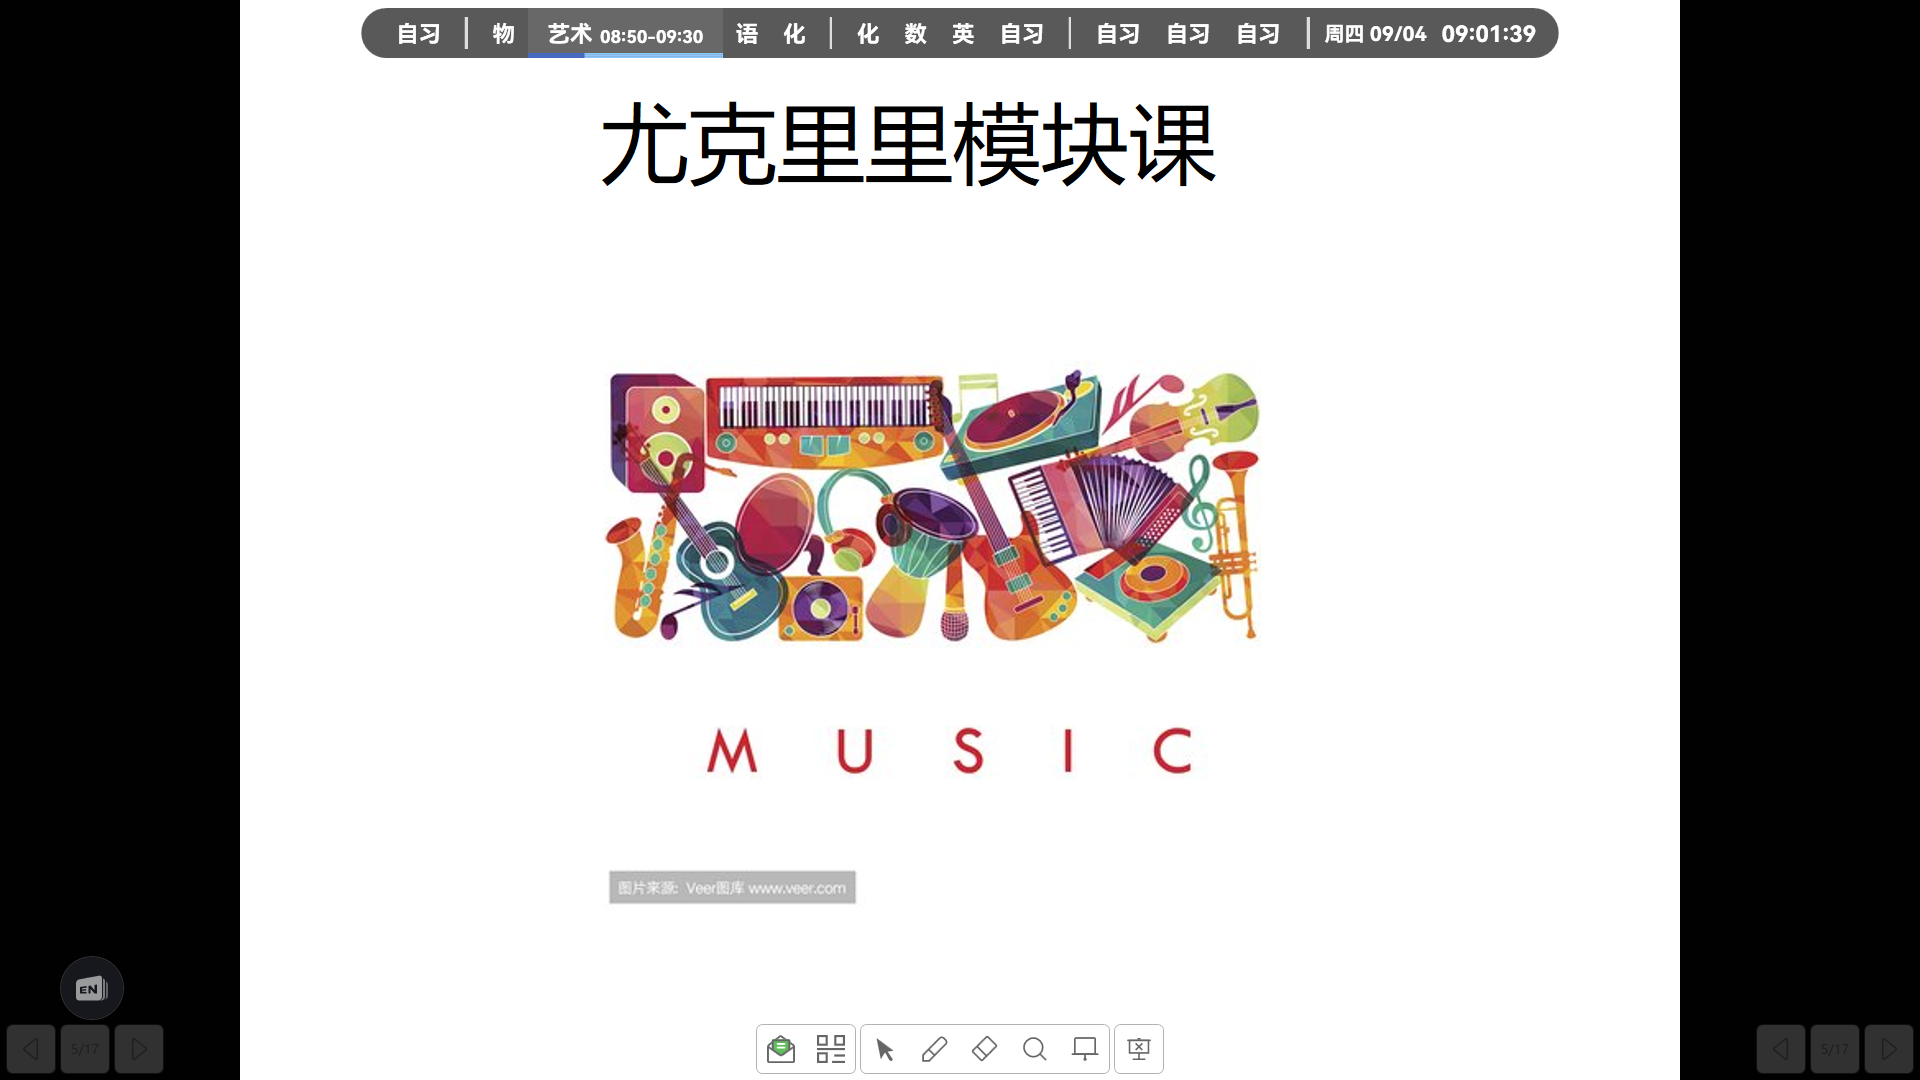 自习 | 物 艺术 08:50-09:30 语 化 | 化 数 英 自习 | 自习 自习 自习 | 周四 09/04 09:01:39
尤克里里模块课
MUSIC
图片来源: Veer图库 www.veer.com
EN
5/17
5/17